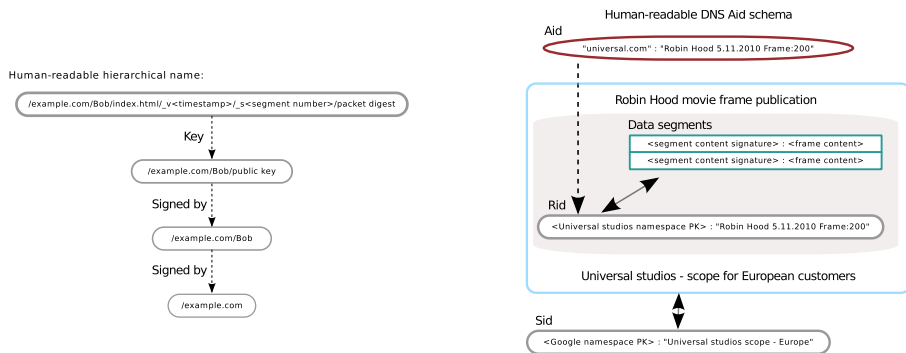 Human-readable hierarchical name:
/example.com/Bob/index.html/_v<timestamp>/_s<segment number>/packet digest
Key
/example.com/Bob/public key
Signed by
/example.com/Bob
Signed by
/example.com
Human-readable DNS Aid schema
Aid
"universal.com" : "Robin Hood 5.11.2010 Frame:200"
Robin Hood movie frame publication
Data segments
<segment content signature> : <frame content>
<segment content signature> : <frame content>
Rid
<Universal studios namespace PK> : "Robin Hood 5.11.2010 Frame:200"
Universal studios - scope for European customers
Sid
<Google namespace PK> : "Universal studios scope - Europe"